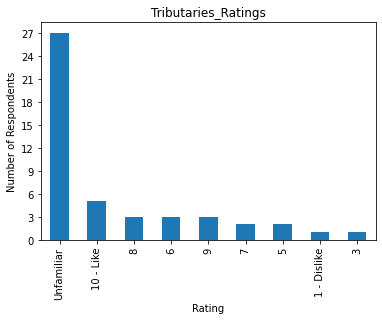 Tributaries_Ratings
Number of Respondents
27
24
21
18
15
12
9
6
3
0
Unfamiliar
10 - Like
8
6
9
7
5
1 - Dislike
3
Rating